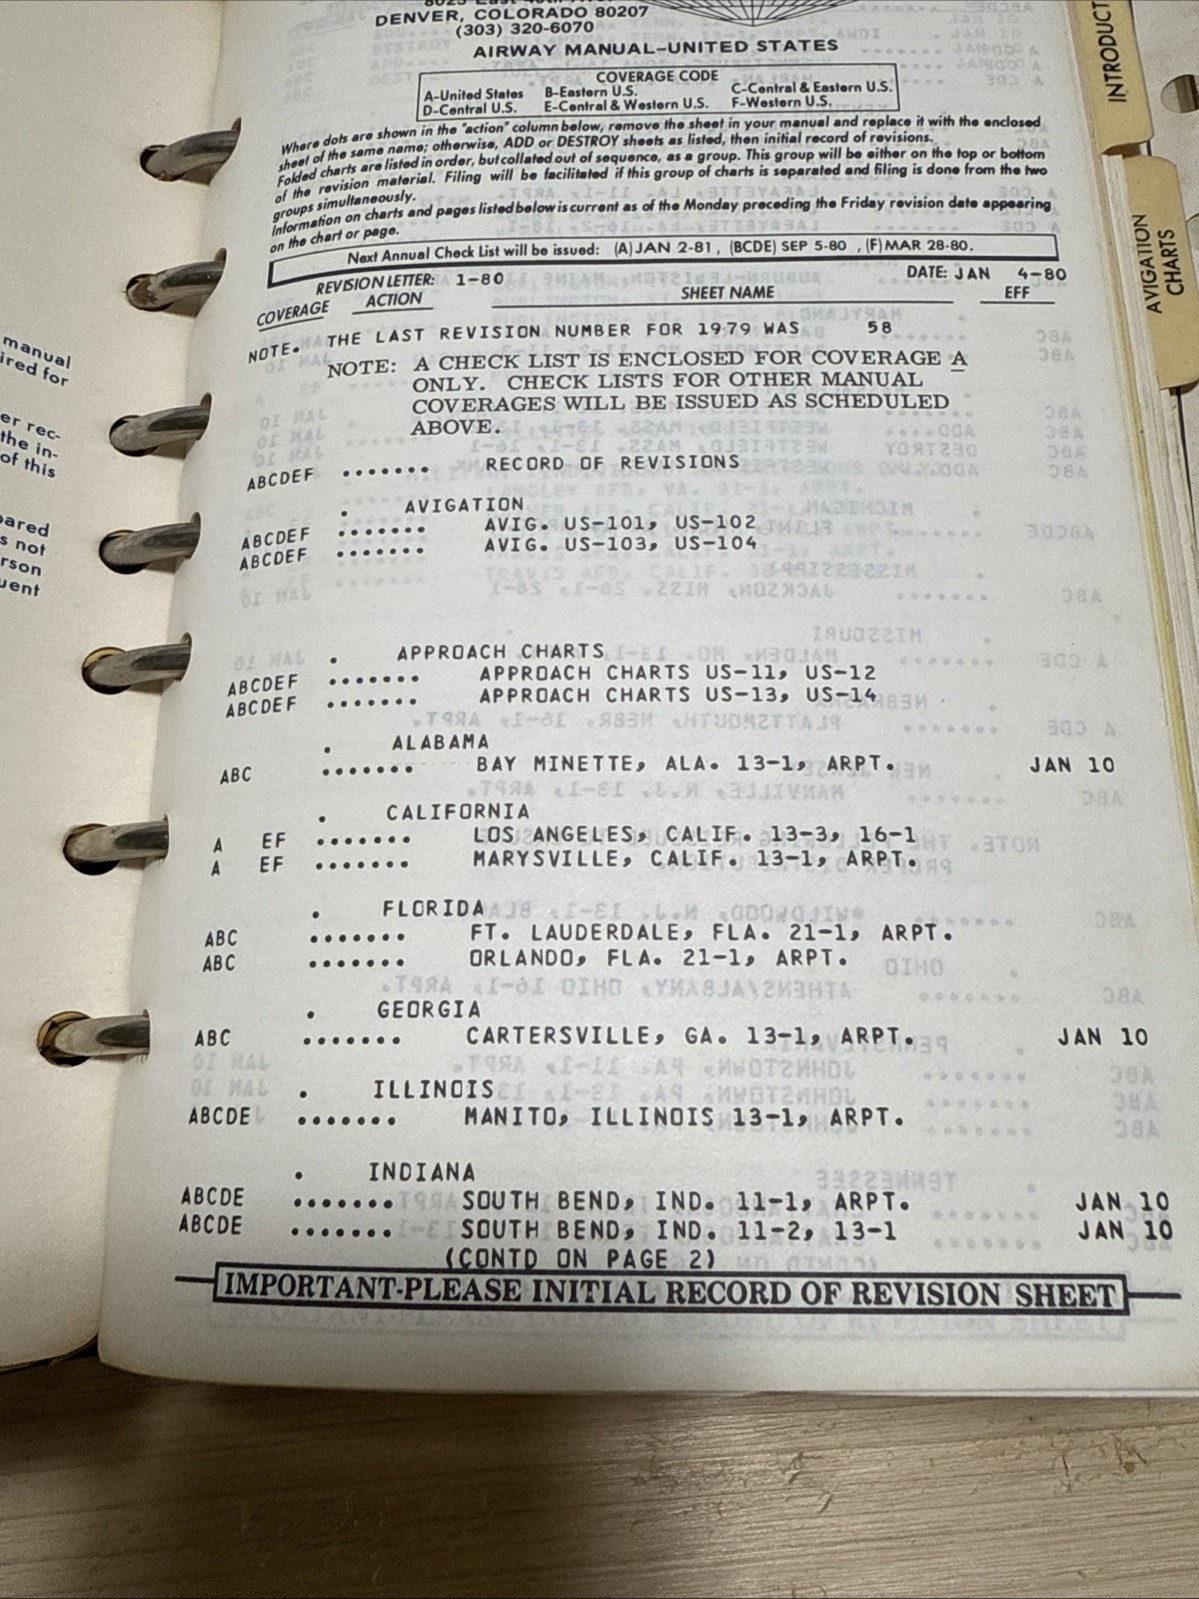 DENVER, COLORADO 80207
(303) 320-6070
AIRWAY MANUAL-UNITED STATES
COVERAGE CODE
A-United States B-Eastern U.S. C-Central & Eastern U.S.
D-Central U.S. E-Central & Western U.S. F-Western U.S.
Where dots are shown in the "action" column below, remove the sheet in your manual and replace it with the enclosed
sheet of the same name; otherwise, ADD or DESTROY sheets as listed, then initial record of revisions.
Folded charts are listed in order, but collated out of sequence, as a group. This group will be either on the top or bottom
of the revision material. Filing will be facilitated if this group of charts is separated and filing is done from the two
groups simultaneously.
Information on charts and pages listed below is current as of the Monday preceding the Friday revision date appearing
on the chart or page.
Next Annual Check List will be issued: (A) JAN 2-81, (BCDE) SEP 5-80, (F) MAR 28-80.
REVISION LETTER: 1-80 DATE: JAN 4-80
COVERAGE ACTION SHEET NAME EFF
NOTE. THE LAST REVISION NUMBER FOR 1979 WAS 58
NOTE: A CHECK LIST IS ENCLOSED FOR COVERAGE A
ONLY. CHECK LISTS FOR OTHER MANUAL
COVERAGES WILL BE ISSUED AS SCHEDULED
ABOVE.
ABCDEF ....... RECORD OF REVISIONS
. AVIGATION
ABCDEF ....... AVIG. US-101, US-102
ABCDEF ....... AVIG. US-103, US-104
. APPROACH CHARTS
ABCDEF ....... APPROACH CHARTS US-11, US-12
ABCDEF ....... APPROACH CHARTS US-13, US-14
. ALABAMA
ABC ....... BAY MINETTE, ALA. 13-1, ARPT. JAN 10
. CALIFORNIA
A EF ....... LOS ANGELES, CALIF. 13-3, 16-1
A EF ....... MARYSVILLE, CALIF. 13-1, ARPT.
. FLORIDA
ABC ....... FT. LAUDERDALE, FLA. 21-1, ARPT.
ABC ....... ORLANDO, FLA. 21-1, ARPT.
. GEORGIA
ABC ....... CARTERSVILLE, GA. 13-1, ARPT. JAN 10
. ILLINOIS
ABCDE ....... MANITO, ILLINOIS 13-1, ARPT.
. INDIANA
ABCDE ....... SOUTH BEND, IND. 11-1, ARPT. JAN 10
ABCDE ....... SOUTH BEND, IND. 11-2, 13-1 JAN 10
(CONTD ON PAGE 2)
IMPORTANT-PLEASE INITIAL RECORD OF REVISION SHEET
manual
the in-
of this
AVIGATION
CHARTS